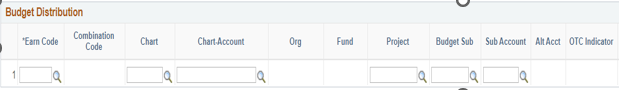 Budget Distribution
*Earn Code Combination Code Chart Chart-Account Org Fund Project Budget Sub Sub Account Alt Acct OTC Indicator
1